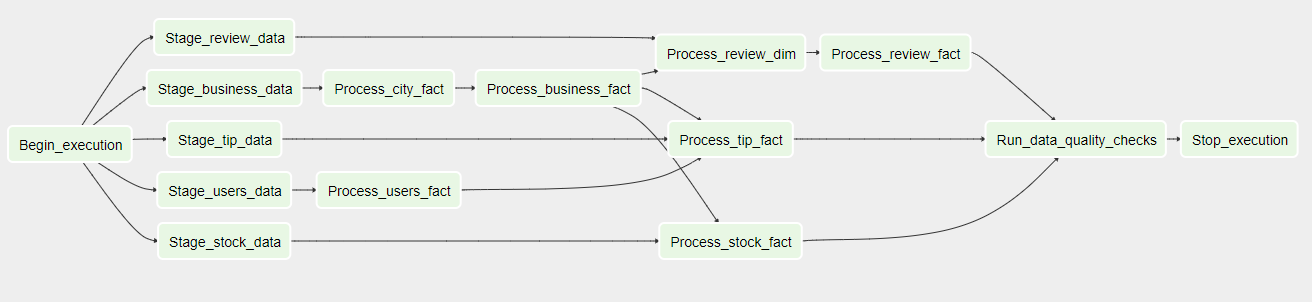 Stage_review_data
Process_review_dim
Process_review_fact
Stage_business_data
Process_city_fact
Process_business_fact
Begin_execution
Stage_tip_data
Process_tip_fact
Run_data_quality_checks
Stop_execution
Stage_users_data
Process_users_fact
Stage_stock_data
Process_stock_fact